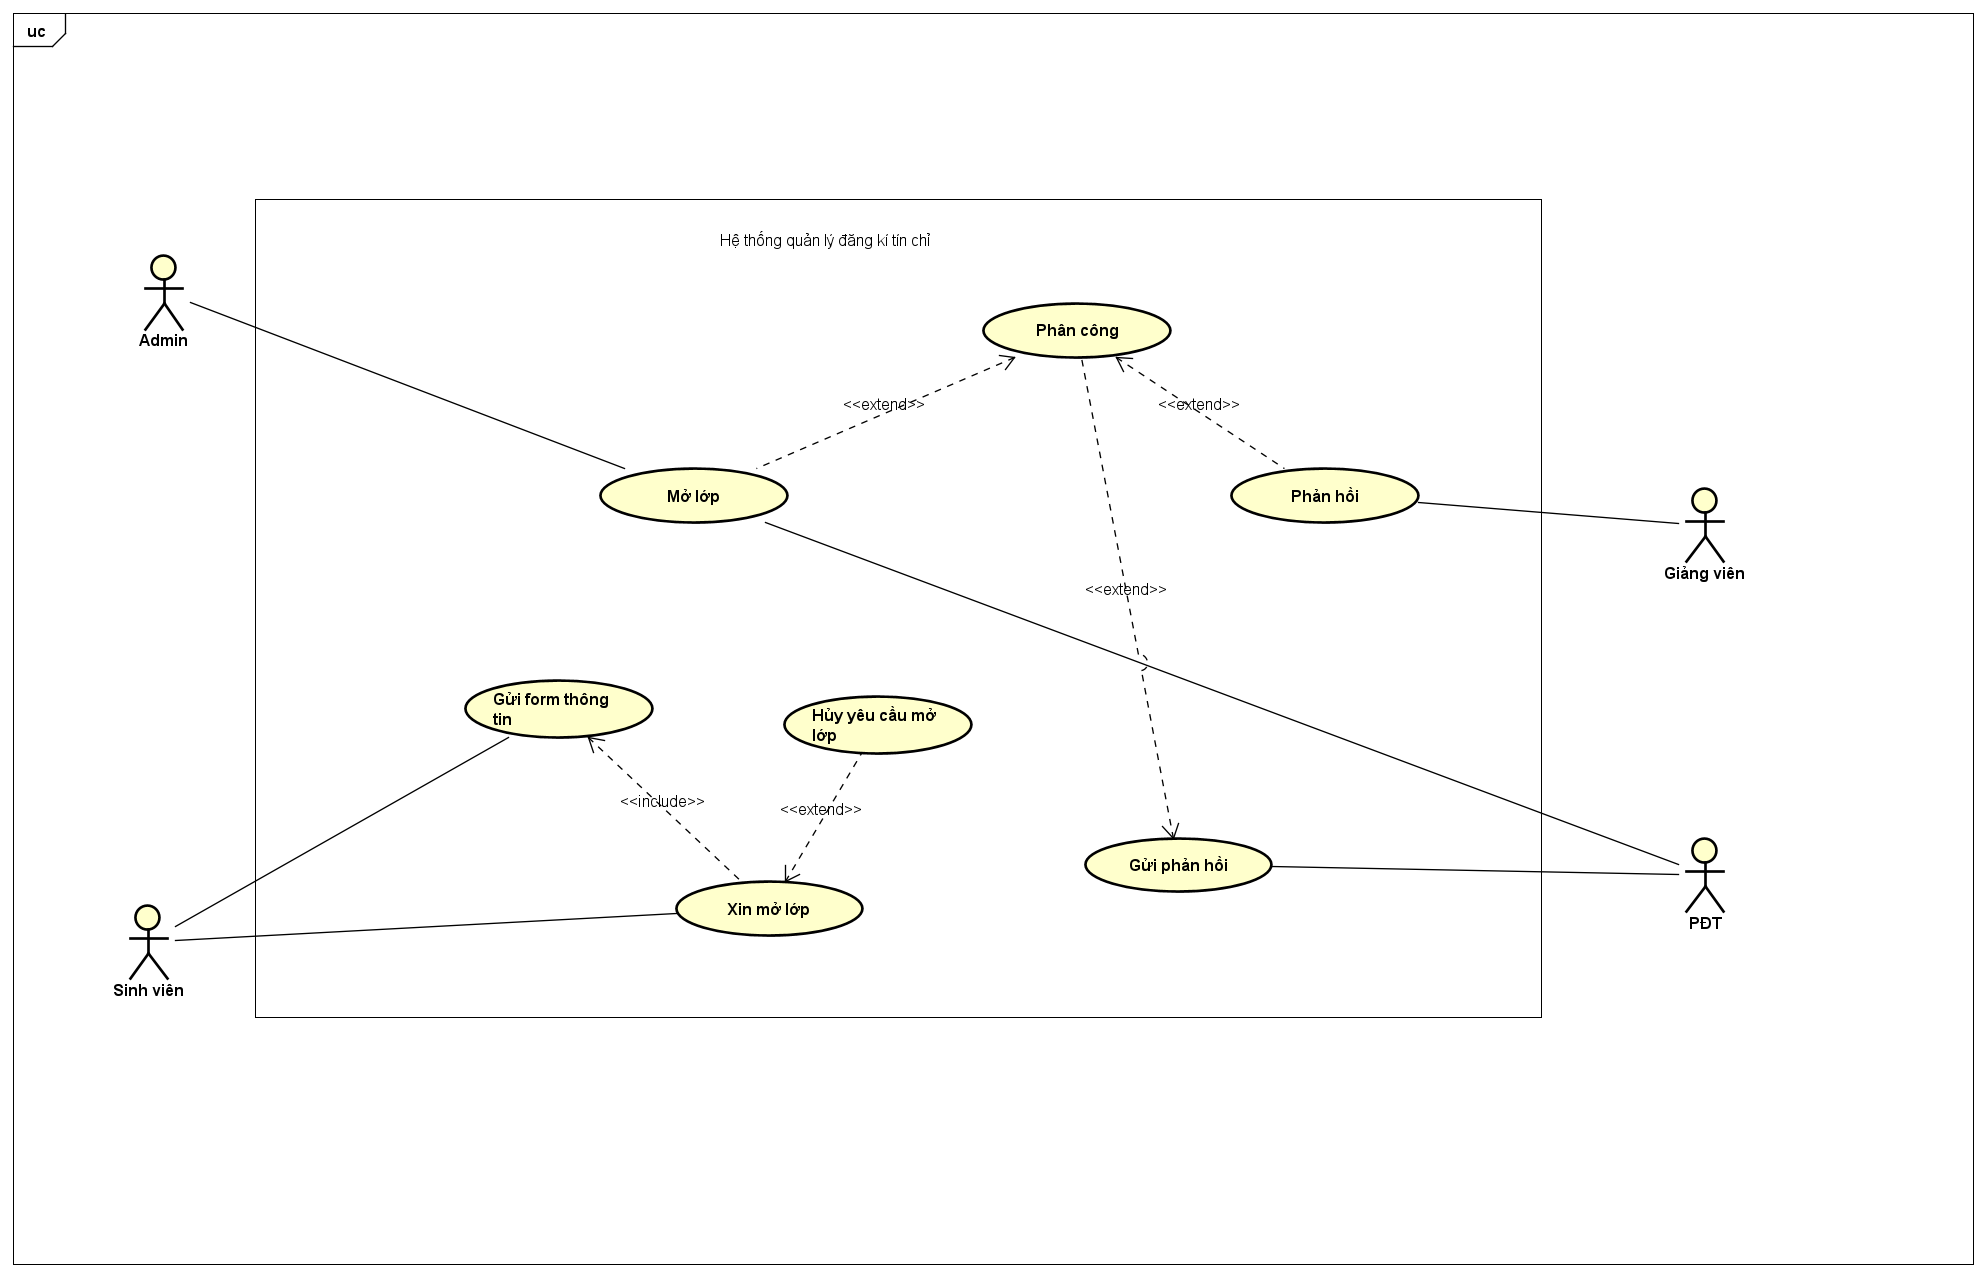 uc
Hệ thống quản lý đăng kí tín chỉ
Admin
Phân công
<<extend>>
<<extend>>
Mở lớp
Phản hồi
Giảng viên
<<extend>>
Gửi form thông
tin
Hủy yêu cầu mở
lớp
<<include>>
<<extend>>
Gửi phản hồi
Xin mở lớp
PĐT
Sinh viên